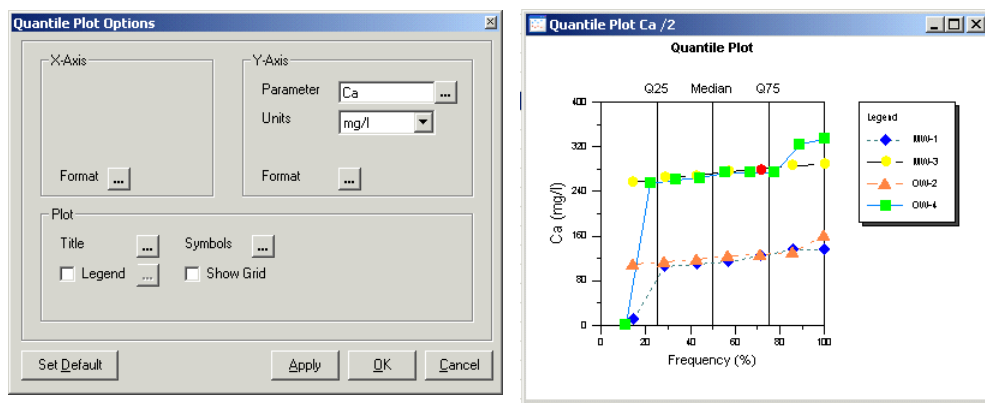 Quantile Plot Options
X-Axis
Format ...
Y-Axis
Parameter Ca ...
Units mg/l
Format ...
Plot
Title ... Symbols ...
Legend ... Show Grid
Set Default Apply OK Cancel
Quantile Plot Ca /2
Quantile Plot
Q25 Median Q75
400
320
240
160
80
0
Ca (mg/l)
0 20 40 60 80 100
Frequency (%)
Legend
MW-1
MW-3
OW-2
OW-4